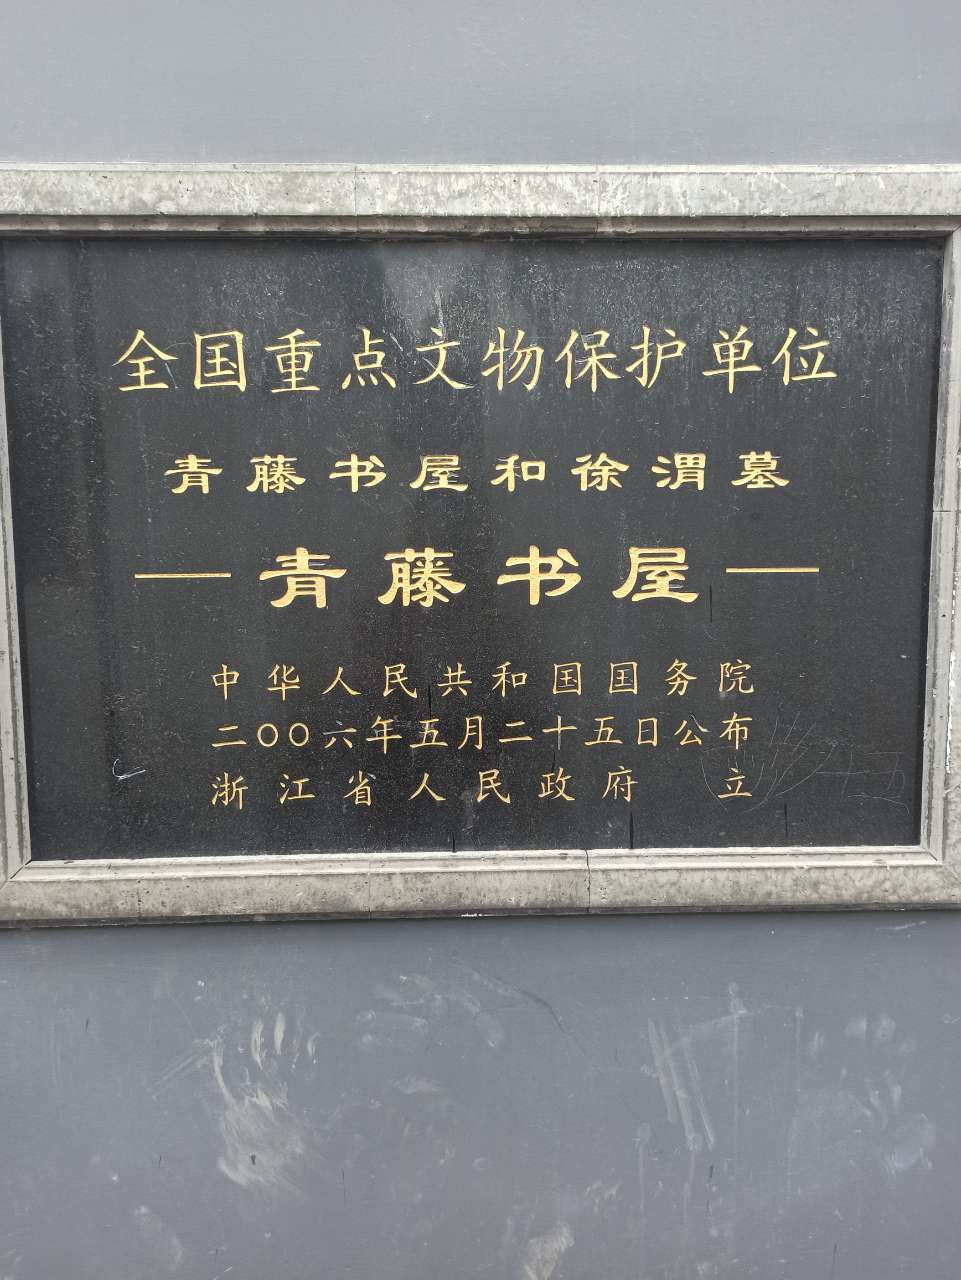 全国重点文物保护单位
青藤书屋和徐渭墓
—青藤书屋—
中华人民共和国国务院
二〇〇六年五月二十五日公布
浙江省人民政府 立